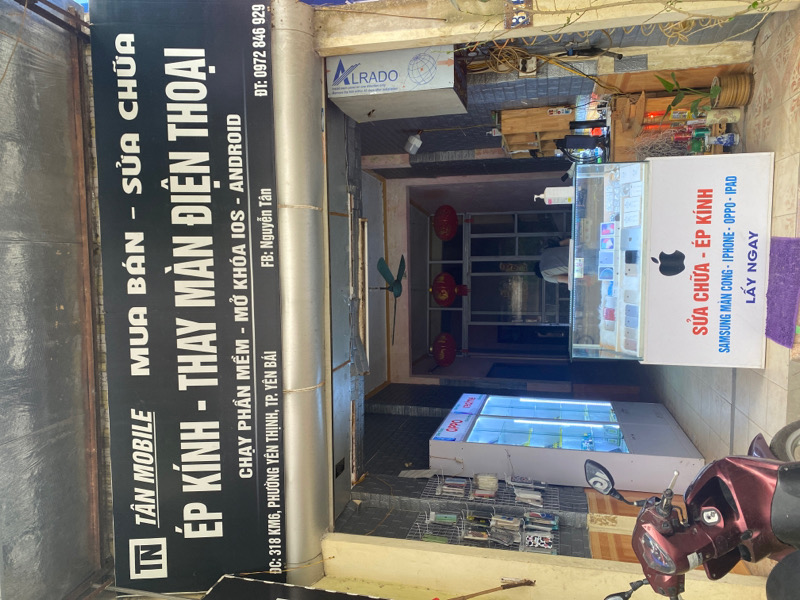 TN TÂN MOBILE MUA BÁN - SỬA CHỮA
ÉP KÍNH - THAY MÀN ĐIỆN THOẠI
CHẠY PHẦN MỀM - MỞ KHÓA IOS - ANDROID
ĐC: 318 KM6, PHƯỜNG YÊN THỊNH, TP. YÊN BÁI FB: Nguyễn Tân ĐT: 0972 846 929
ALRADO
OPPO
SỬA CHỮA - ÉP KÍNH
SAMSUNG MÀN CONG - IPHONE - OPPO - IPAD
LẤY NGAY